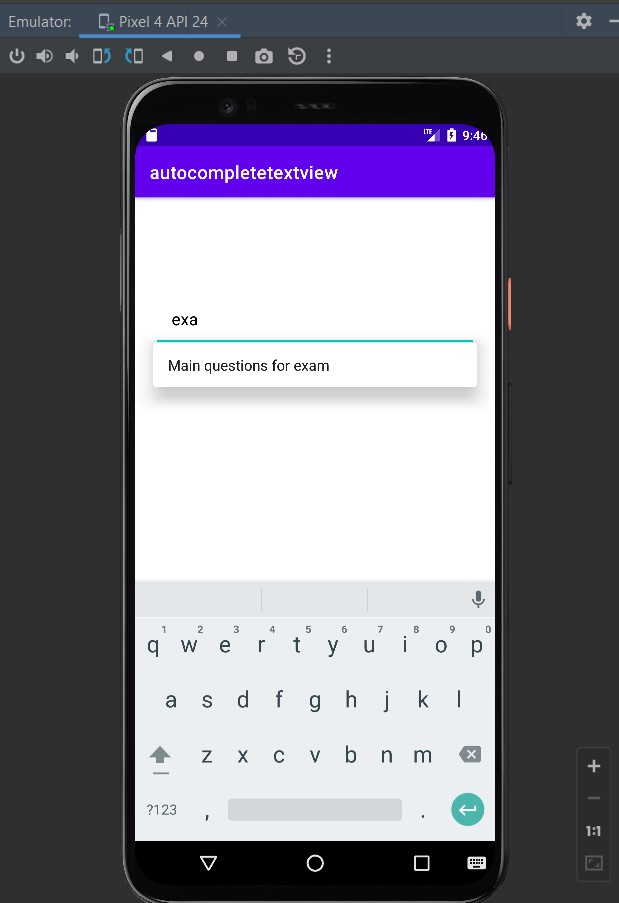 Emulator: Pixel 4 API 24
LTE 9:46
autocompletetextview
exa
Main questions for exam
1 2 3 4 5 6 7 8 9 0
q w e r t y u i o p
a s d f g h j k l
z x c v b n m
?123 , .
1:1